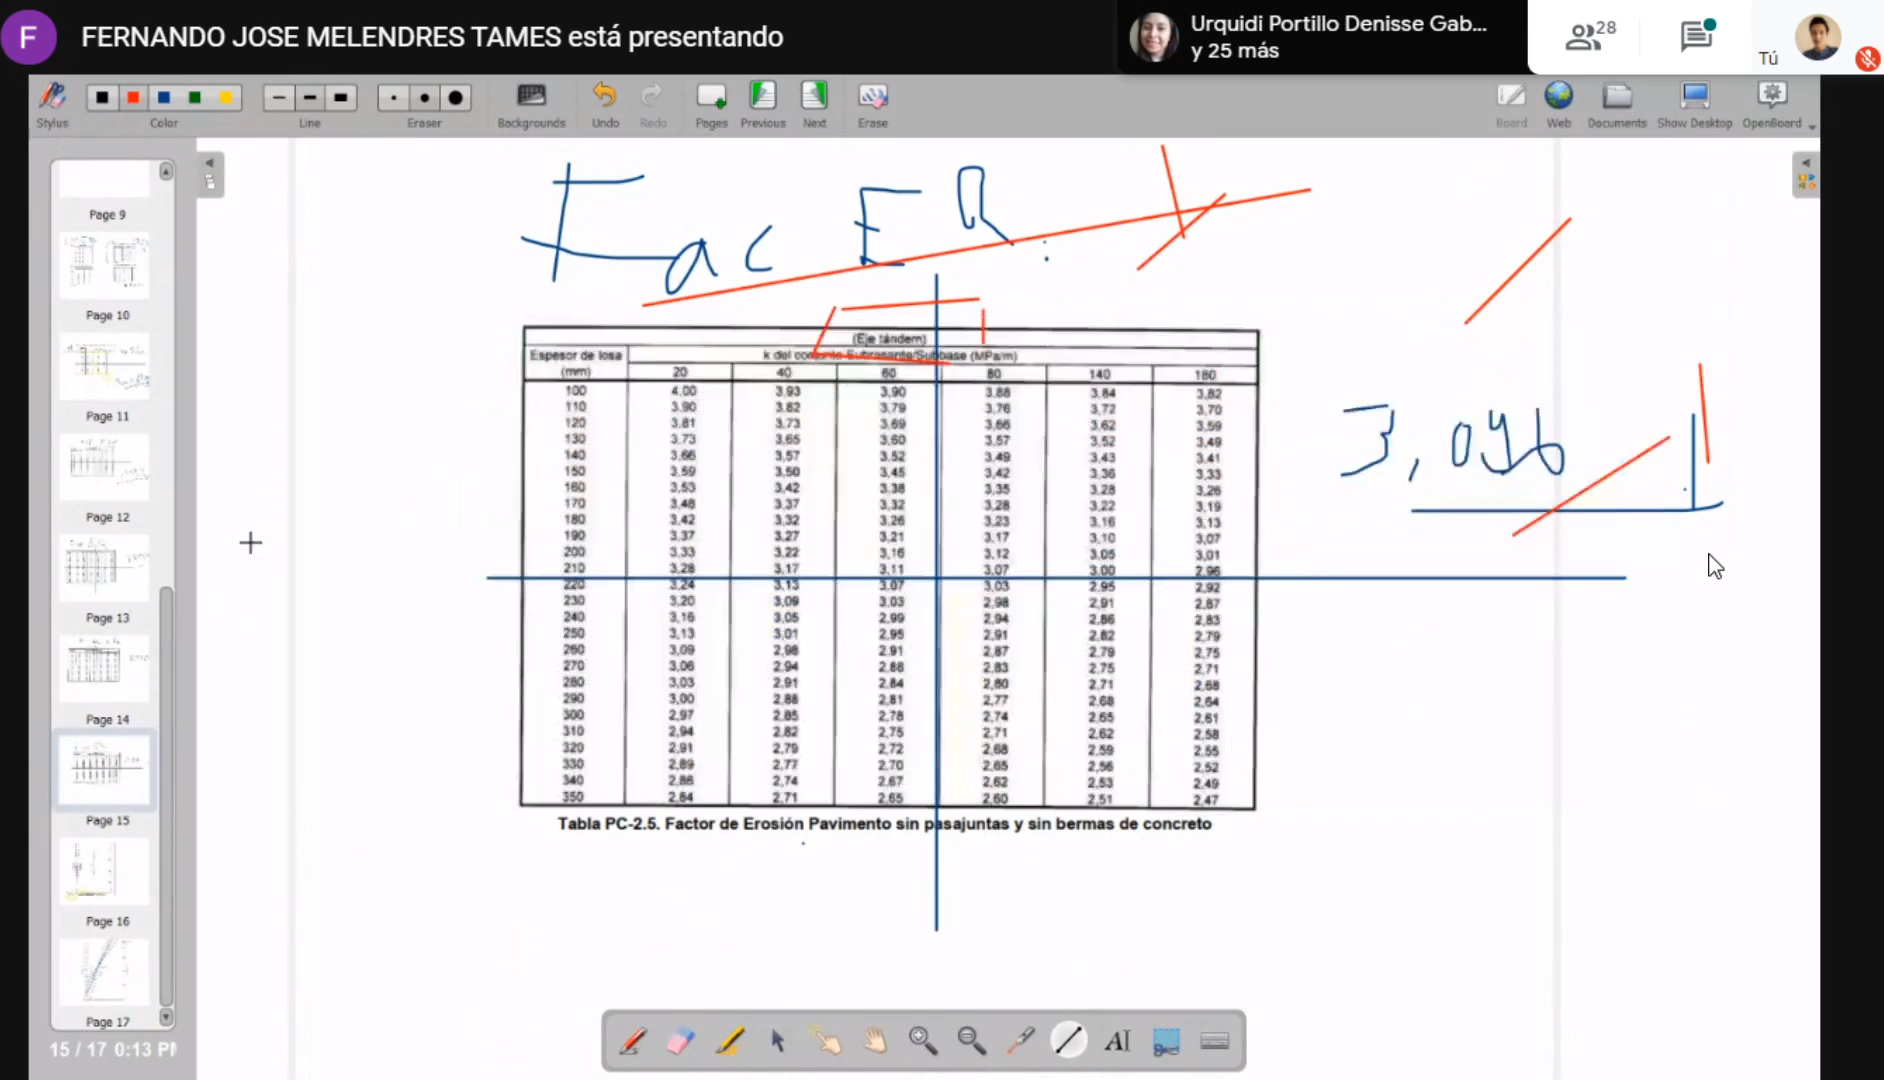 F
FERNANDO JOSE MELENDRES TAMES está presentando
Urquidi Portillo Denisse Gab...
y 25 más
28
Tú
Stylus
Color
Line
Eraser
Backgrounds
Undo
Redo
Pages
Previous
Next
Erase
Board
Web
Documents
Show Desktop
OpenBoard
Page 9
Page 10
Page 11
Page 12
Page 13
Page 14
Page 15
Page 16
Page 17
15 / 17 0:13 PM
Fac ER.
(Eje tándem)
Espesor de losa (mm)
k del conjunto Subrasante/Subbase (MPa/m)
20 40 60 80 140 180
100 4,00 3,93 3,90 3,88 3,84 3,82
110 3,90 3,82 3,79 3,76 3,72 3,70
120 3,81 3,73 3,69 3,66 3,62 3,59
130 3,73 3,65 3,60 3,57 3,52 3,49
140 3,66 3,57 3,52 3,49 3,43 3,41
150 3,59 3,50 3,45 3,42 3,36 3,33
160 3,53 3,42 3,38 3,35 3,28 3,26
170 3,48 3,37 3,32 3,28 3,22 3,19
180 3,42 3,32 3,26 3,23 3,16 3,13
190 3,37 3,27 3,21 3,17 3,10 3,07
200 3,33 3,22 3,16 3,12 3,05 3,01
210 3,28 3,17 3,11 3,07 3,00 2,96
220 3,24 3,13 3,07 3,03 2,95 2,92
230 3,20 3,09 3,03 2,98 2,91 2,87
240 3,16 3,05 2,99 2,94 2,86 2,83
250 3,13 3,01 2,95 2,91 2,82 2,79
260 3,09 2,98 2,91 2,87 2,79 2,75
270 3,06 2,94 2,88 2,83 2,75 2,71
280 3,03 2,91 2,84 2,80 2,71 2,68
290 3,00 2,88 2,81 2,77 2,68 2,64
300 2,97 2,85 2,78 2,74 2,65 2,61
310 2,94 2,82 2,75 2,71 2,62 2,58
320 2,91 2,79 2,72 2,68 2,59 2,55
330 2,89 2,77 2,70 2,65 2,56 2,52
340 2,86 2,74 2,67 2,62 2,53 2,49
350 2,84 2,71 2,65 2,60 2,51 2,47
Tabla PC-2.5. Factor de Erosión Pavimento sin pasajuntas y sin bermas de concreto
3,096
AI